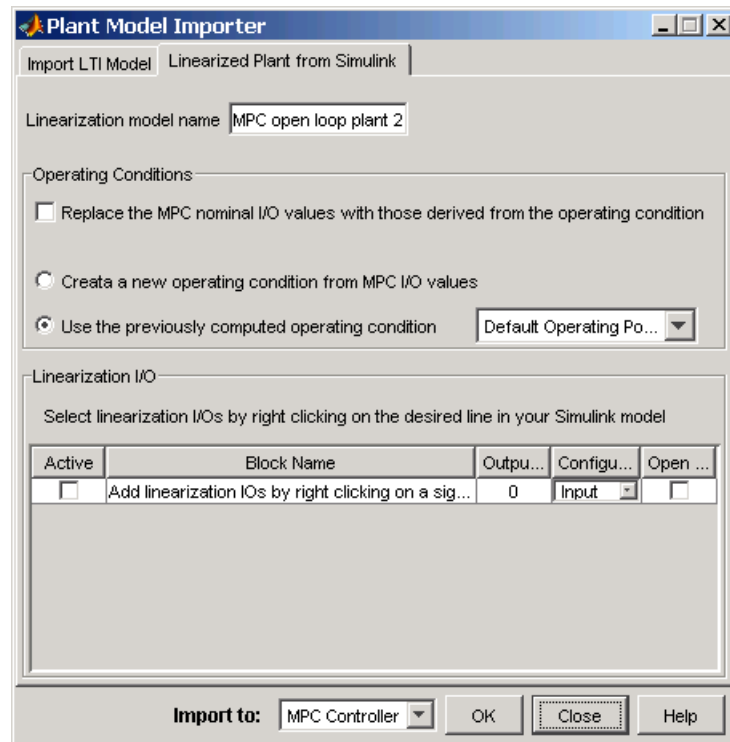 Plant Model Importer
Import LTI Model Linearized Plant from Simulink
Linearization model name MPC open loop plant 2
Operating Conditions
Replace the MPC nominal I/O values with those derived from the operating condition
Creata a new operating condition from MPC I/O values
Use the previously computed operating condition Default Operating Po...
Linearization I/O
Select linearization I/Os by right clicking on the desired line in your Simulink model
Active Block Name Outpu... Configu... Open ...
Add linearization IOs by right clicking on a sig... 0 Input
Import to: MPC Controller OK Close Help